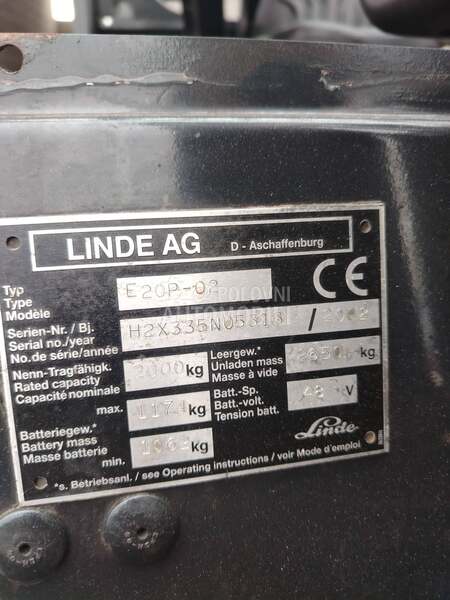 LINDE AG D - Aschaffenburg
Typ
Type E20P-02
Modèle
CE
Serien-Nr. / Bj.
Serial no./year H2X335N05818 / 2002
No. de série/année
Nenn-Tragfähigk.
Rated capacity 2000 kg
Capacité nominale
Leergew.*
Unladen mass kg
Masse à vide
max. 1174 kg
Batteriegew.*
Battery mass
Masse batterie
min. kg
Batt.-Sp.
Batt.-volt. 48 V
Tension batt.
Linde
*s. Betriebsanl. / see Operating instructions / voir Mode d'emploi